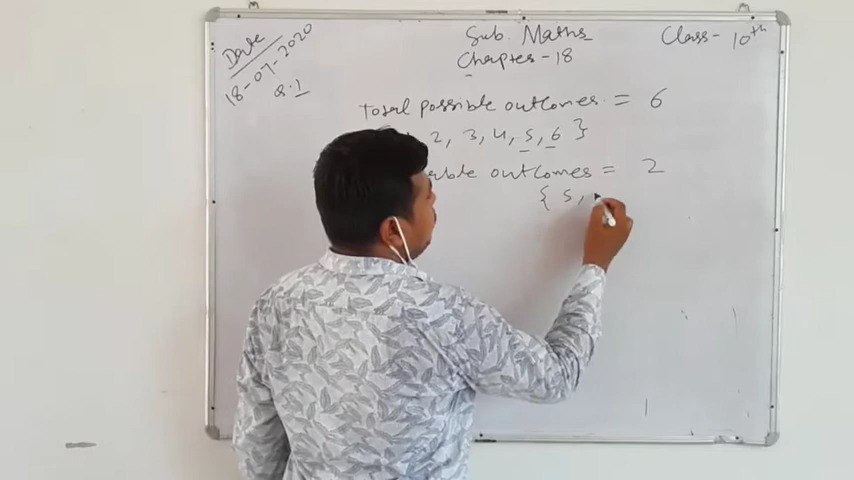 Date
18-07-2020
Q.1
Sub. Maths
Chapter-18
Class- 10th
Total possible outcomes = 6
2, 3, 4, 5, 6 }
outcomes = 2
{ 5,